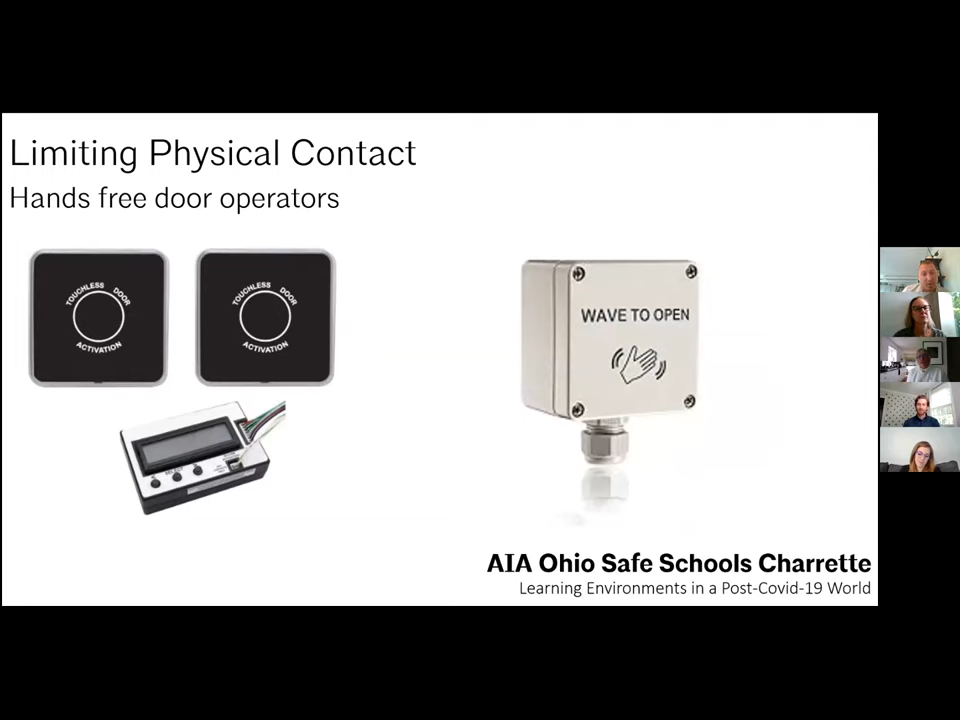 Limiting Physical Contact
Hands free door operators
TOUCHLESS DOOR
ACTIVATION
TOUCHLESS DOOR
ACTIVATION
WAVE TO OPEN
AIA Ohio Safe Schools Charrette
Learning Environments in a Post-Covid-19 World